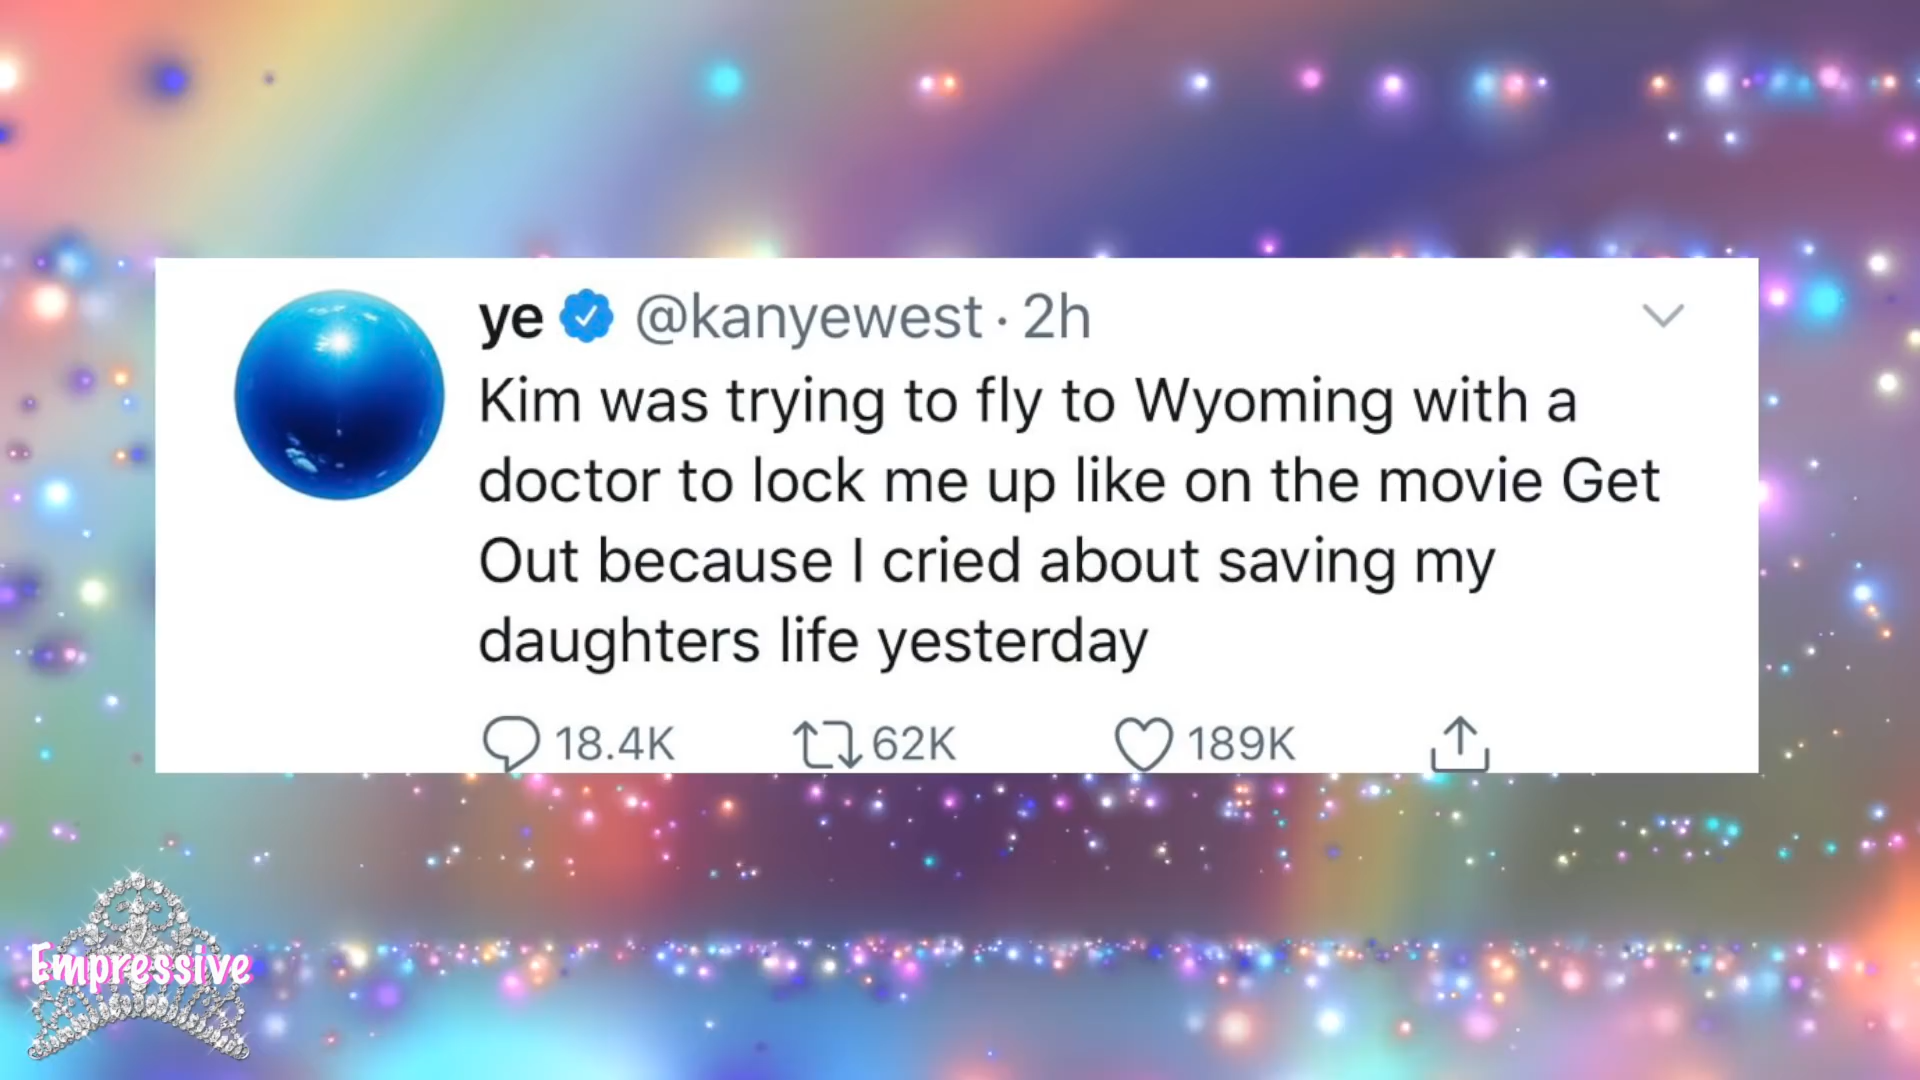 ye @kanyewest · 2h
Kim was trying to fly to Wyoming with a
doctor to lock me up like on the movie Get
Out because I cried about saving my
daughters life yesterday
18.4K 62K 189K
Empressive